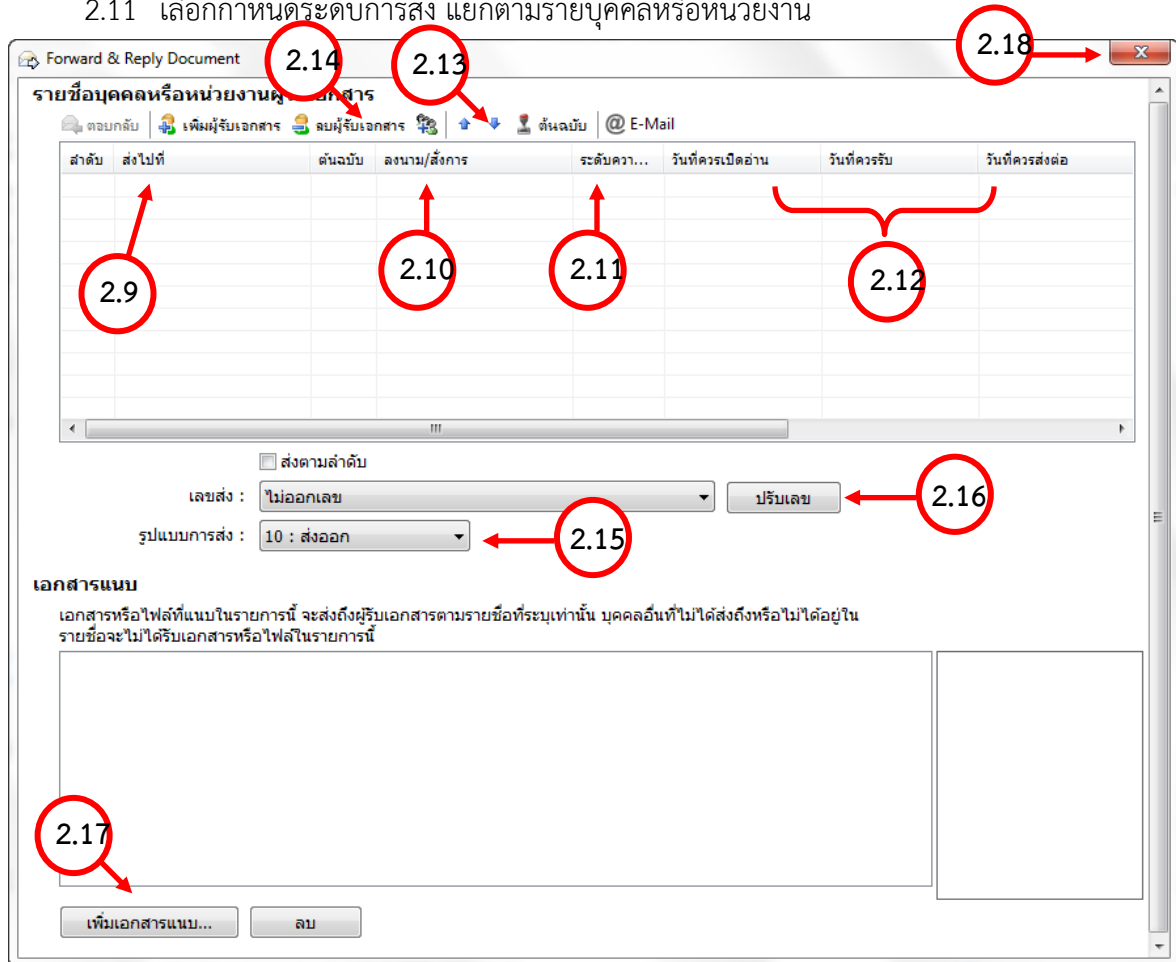 2.11 เลือกกำหนดระดับการส่ง แยกตามรายบุคคลหรือหน่วยงาน
2.18
Forward & Reply Document
2.14
2.13
รายชื่อบุคคลหรือหน่วยงาน
ตอบกลับ เพิ่มผู้รับเอกสาร ลบผู้รับเอกสาร ต้นฉบับ @ E-Mail
ลำดับ ส่งไปที่ ต้นฉบับ ลงนาม/สั่งการ ระดับควา... วันที่ควรเปิดอ่าน วันที่ควรรับ วันที่ควรส่งต่อ
2.9
2.10
2.11
2.12
ส่งตามลำดับ
เลขส่ง : ไม่ออกเลข ปรับเลข 2.16
รูปแบบการส่ง : 10 : ส่งออก 2.15
เอกสารแนบ
เอกสารหรือไฟล์ที่แนบในรายการนี้ จะส่งถึงผู้รับเอกสารตามรายชื่อที่ระบุเท่านั้น บุคคลอื่นที่ไม่ได้ส่งถึงหรือไม่ได้อยู่ใน
รายชื่อจะไม่ได้รับเอกสารหรือไฟล์ในรายการนี้
2.17
เพิ่มเอกสารแนบ... ลบ